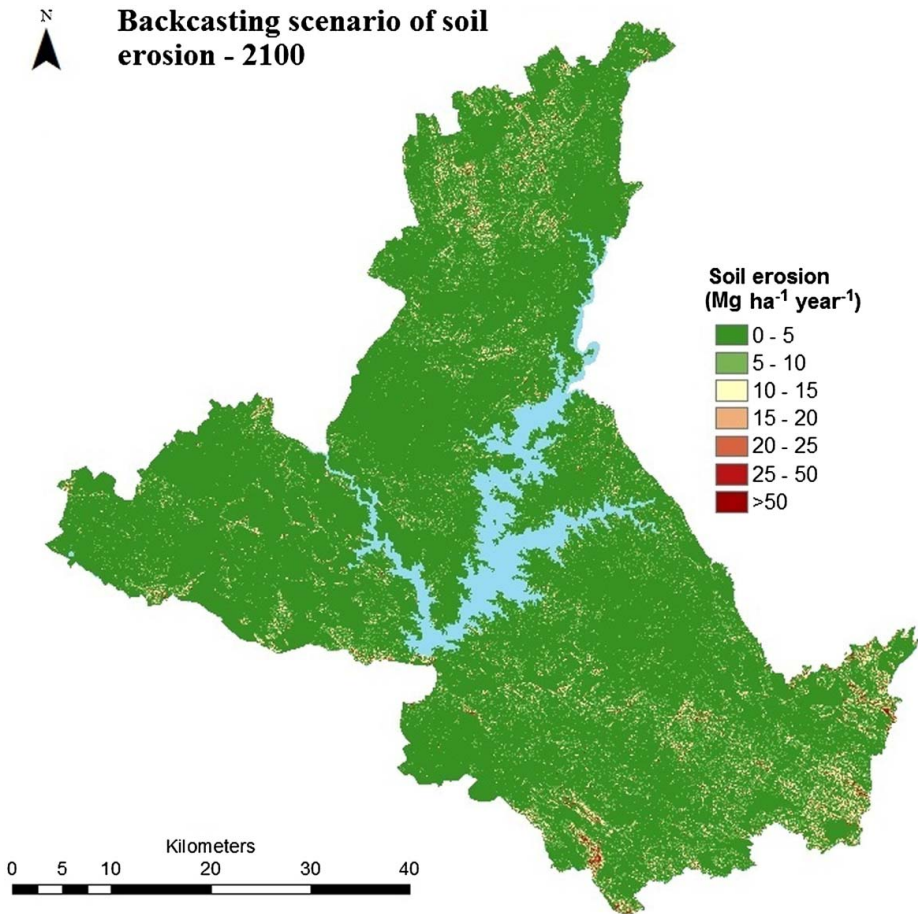 N
Backcasting scenario of soil
erosion - 2100
Soil erosion
(Mg ha⁻¹ year⁻¹)
0 - 5
5 - 10
10 - 15
15 - 20
20 - 25
25 - 50
>50
Kilometers
0 5 10 20 30 40